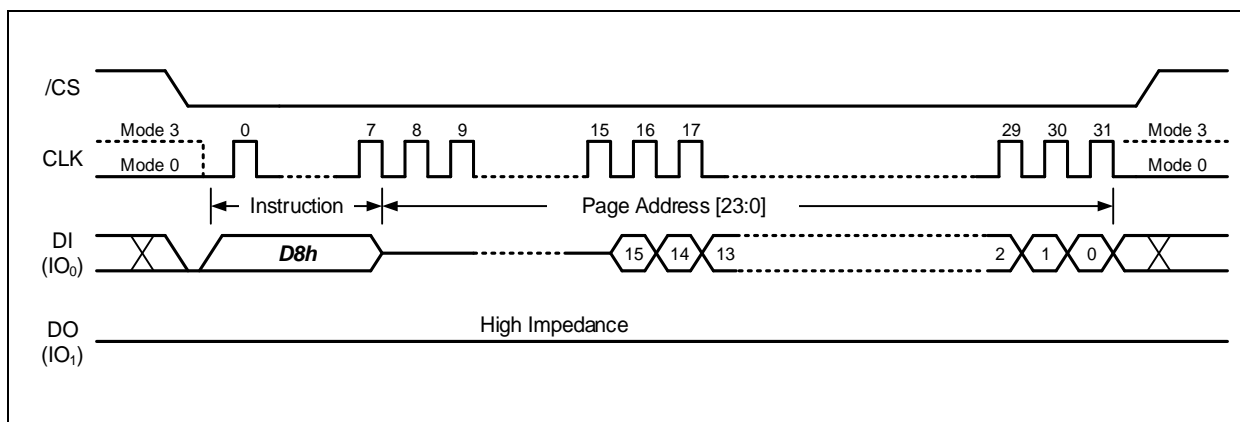 /CS
Mode 3 0 7 8 9 15 16 17 29 30 31 Mode 3
CLK
Mode 0 Mode 0
Instruction Page Address [23:0]
DI
(IO₀)
D8h 15 14 13 2 1 0
High Impedance
DO
(IO₁)